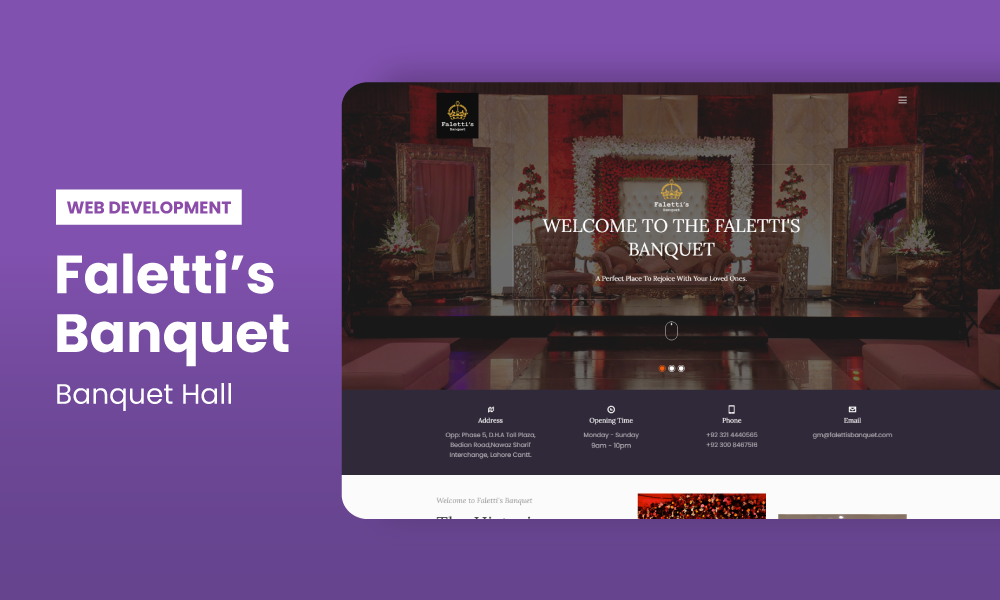 WEB DEVELOPMENT
Faletti’s
Banquet
Banquet Hall
Faletti's
Banquet
Faletti's
Banquet
WELCOME TO THE FALETTI'S
BANQUET
A Perfect Place To Rejoice With Your Loved Ones.
Address
Opp: Phase 5, D.H.A Toll Plaza,
Bedian Road,Nawaz Sharif
Interchange, Lahore Cantt.
Opening Time
Monday - Sunday
9am – 10pm
Phone
+92 321 4440565
+92 300 8467516
Email
gm@falettisbanquet.com
Welcome to Faletti's Banquet